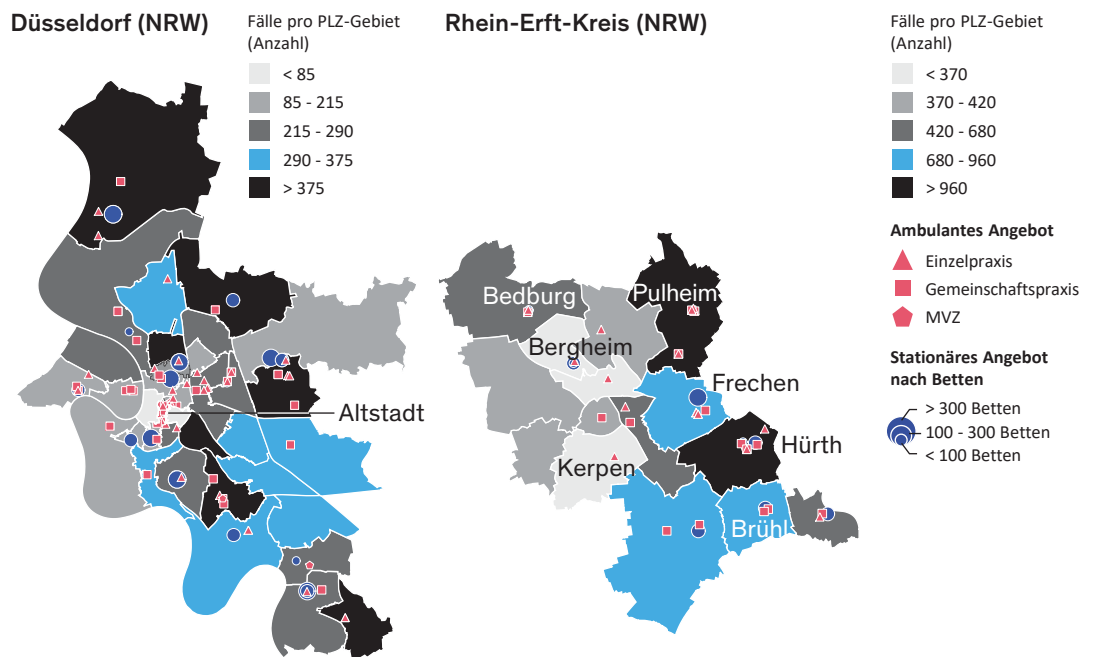 Düsseldorf (NRW)
Fälle pro PLZ-Gebiet
(Anzahl)
< 85
85 - 215
215 - 290
290 - 375
> 375
Altstadt
Rhein-Erft-Kreis (NRW)
Fälle pro PLZ-Gebiet
(Anzahl)
< 370
370 - 420
420 - 680
680 - 960
> 960
Bedburg
Pulheim
Bergheim
Frechen
Hürth
Kerpen
Brühl
Ambulantes Angebot
Einzelpraxis
Gemeinschaftspraxis
MVZ
Stationäres Angebot
nach Betten
> 300 Betten
100 - 300 Betten
< 100 Betten